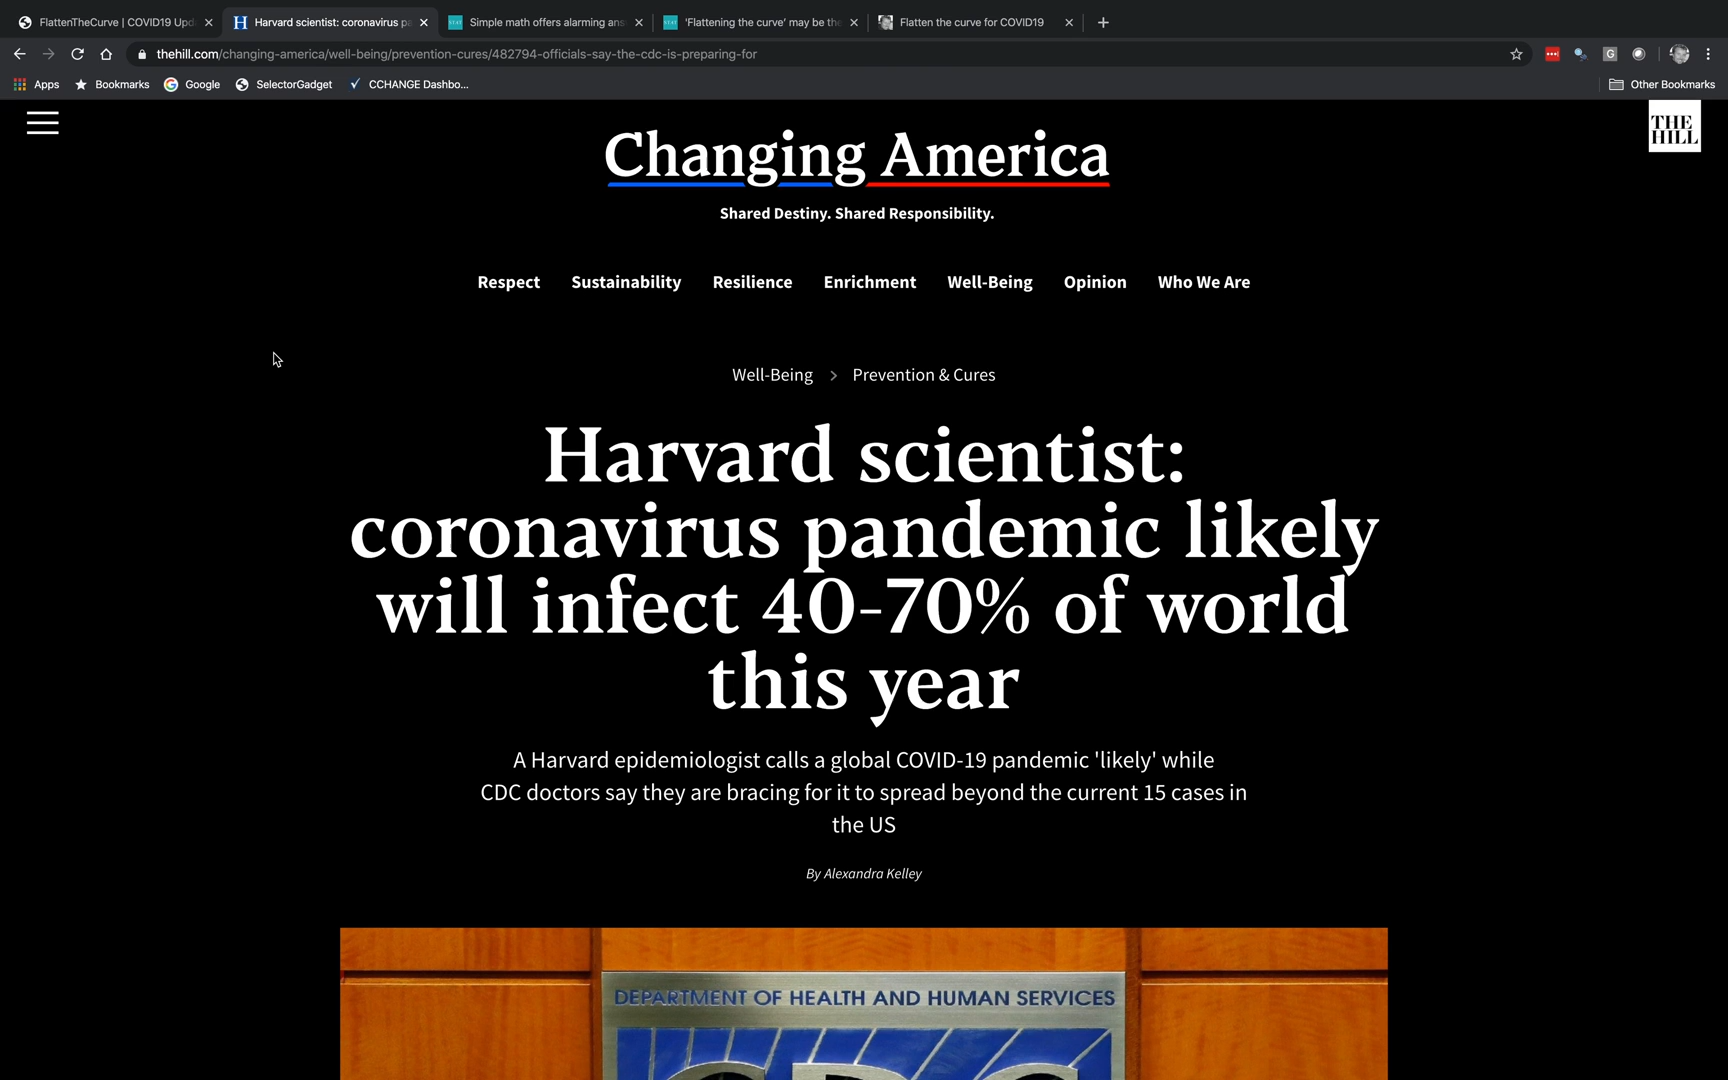 FlattenTheCurve | COVID19 Upd
Harvard scientist: coronavirus pa
Simple math offers alarming ans
'Flattening the curve' may be the
Flatten the curve for COVID19
thehill.com/changing-america/well-being/prevention-cures/482794-officials-say-the-cdc-is-preparing-for
Apps
Bookmarks
Google
SelectorGadget
CCHANGE Dashbo...
Other Bookmarks
THE
HILL
Changing America
Shared Destiny. Shared Responsibility.
Respect
Sustainability
Resilience
Enrichment
Well-Being
Opinion
Who We Are
Well-Being > Prevention & Cures
Harvard scientist:
coronavirus pandemic likely
will infect 40-70% of world
this year
A Harvard epidemiologist calls a global COVID-19 pandemic 'likely' while
CDC doctors say they are bracing for it to spread beyond the current 15 cases in
the US
By Alexandra Kelley
DEPARTMENT OF HEALTH AND HUMAN SERVICES
CDC